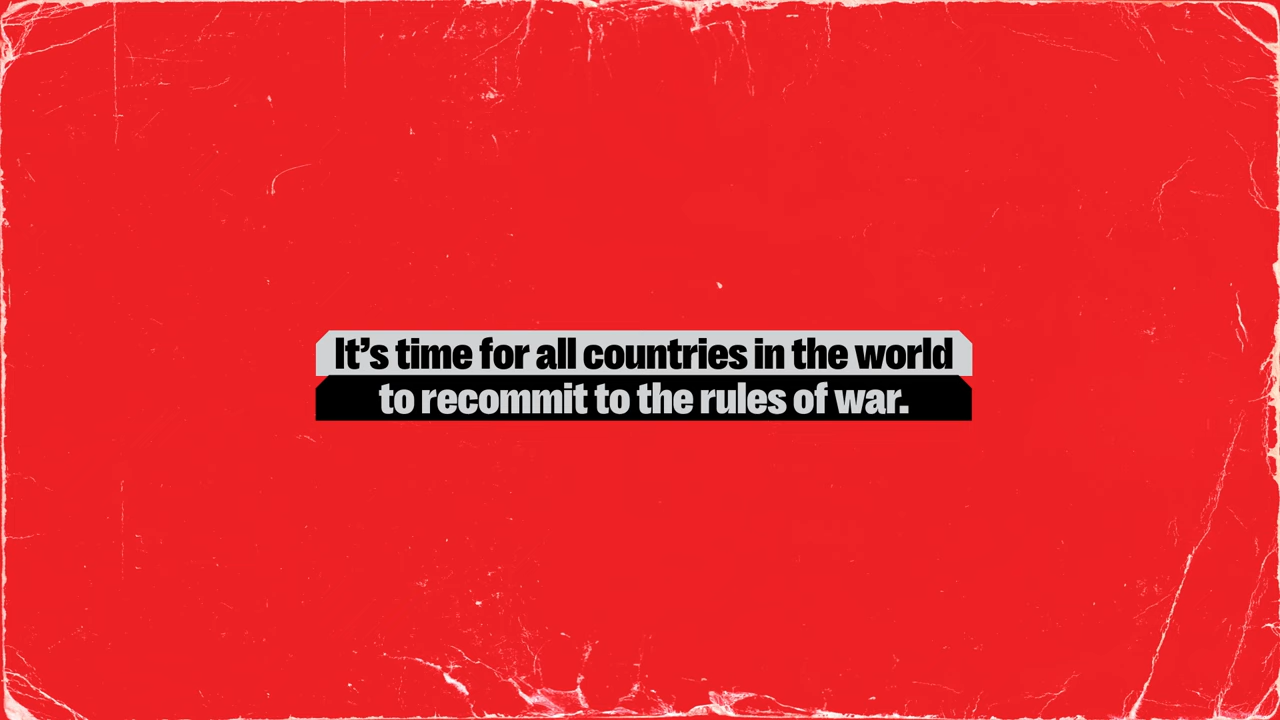 It’s time for all countries in the world
to recommit to the rules of war.